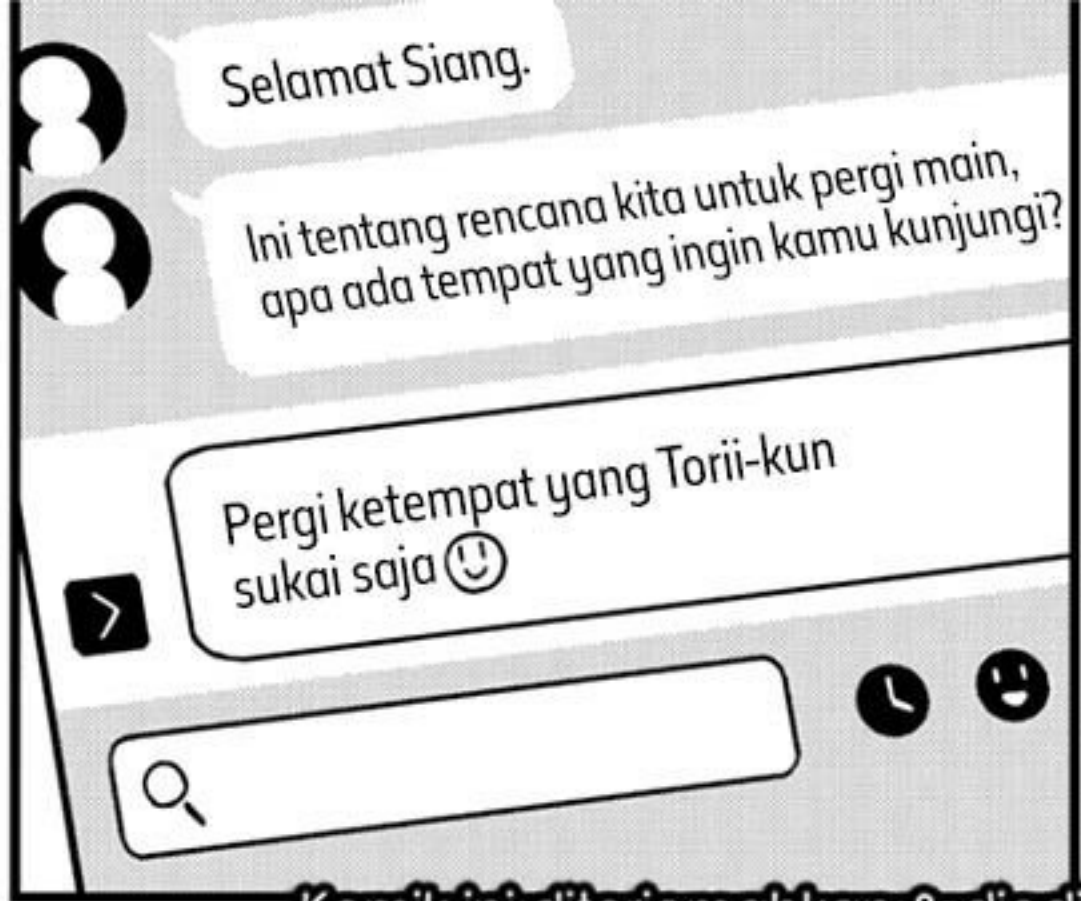 Selamat Siang.
Ini tentang rencana kita untuk pergi main,
apa ada tempat yang ingin kamu kunjungi?
Pergi ketempat yang Torii-kun
sukai saja